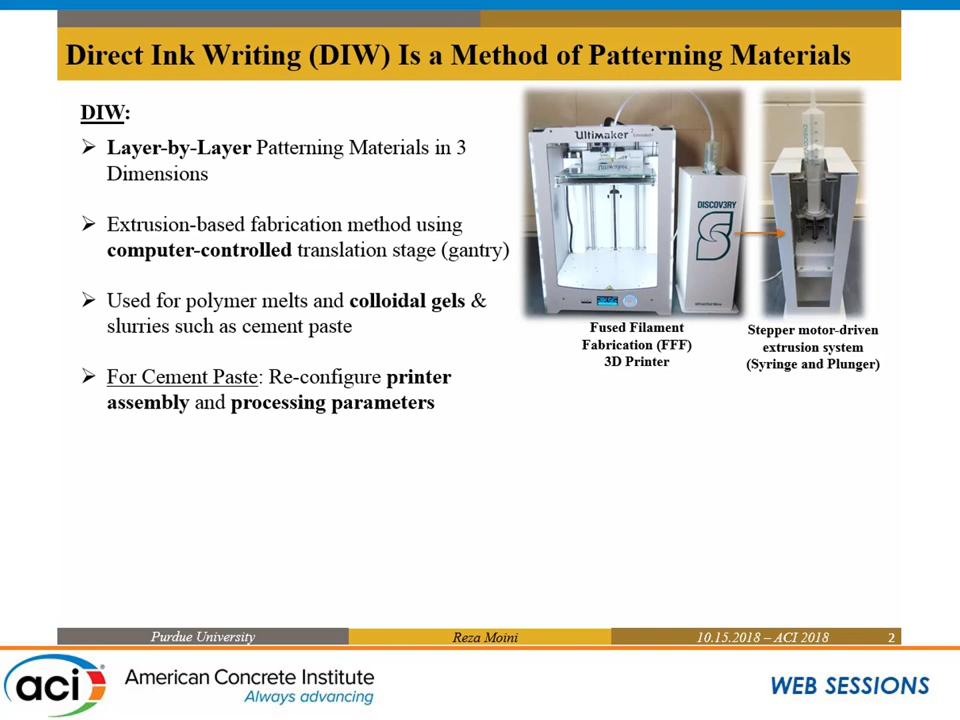 Direct Ink Writing (DIW) Is a Method of Patterning Materials
DIW:
Layer-by-Layer Patterning Materials in 3
Dimensions
Extrusion-based fabrication method using
computer-controlled translation stage (gantry)
Used for polymer melts and colloidal gels &
slurries such as cement paste
For Cement Paste: Re-configure printer
assembly and processing parameters
Ultimaker 2
DISCOV3RY
Fused Filament
Fabrication (FFF)
3D Printer
Stepper motor-driven
extrusion system
(Syringe and Plunger)
Purdue University
Reza Moini
10.15.2018 – ACI 2018
2
aci
American Concrete Institute
Always advancing
WEB SESSIONS